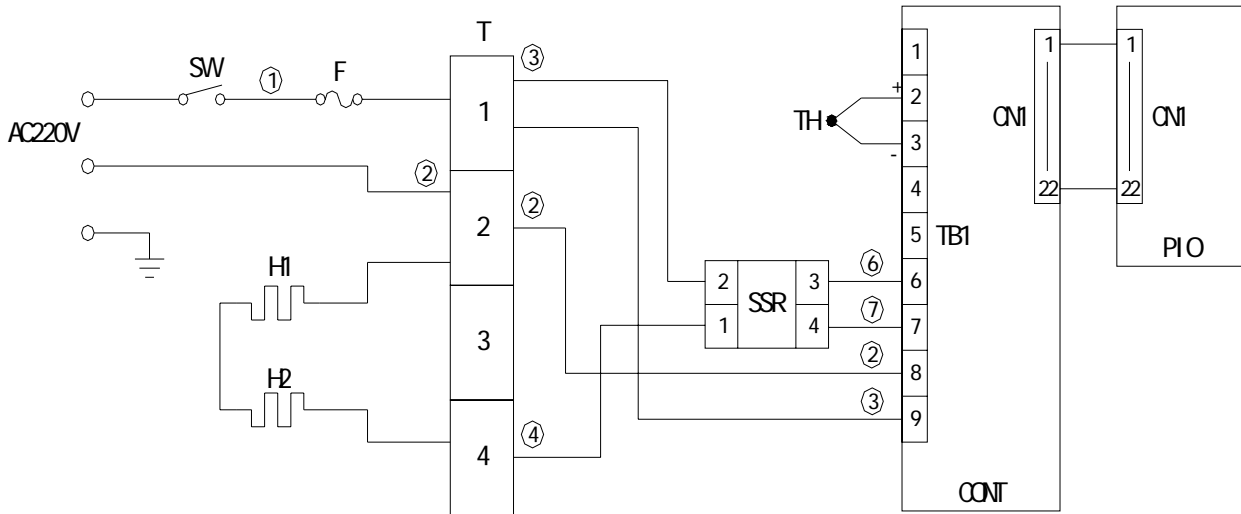 T
SW
①
F
③
AC220V
②
1
2
3
4
②
④
H1
H2
TH
+
-
2
1
SSR
3
4
⑥
⑦
②
③
1
2
3
4
5
6
7
8
9
TB1
CONT
1
22
CN1
1
22
CN1
PIO